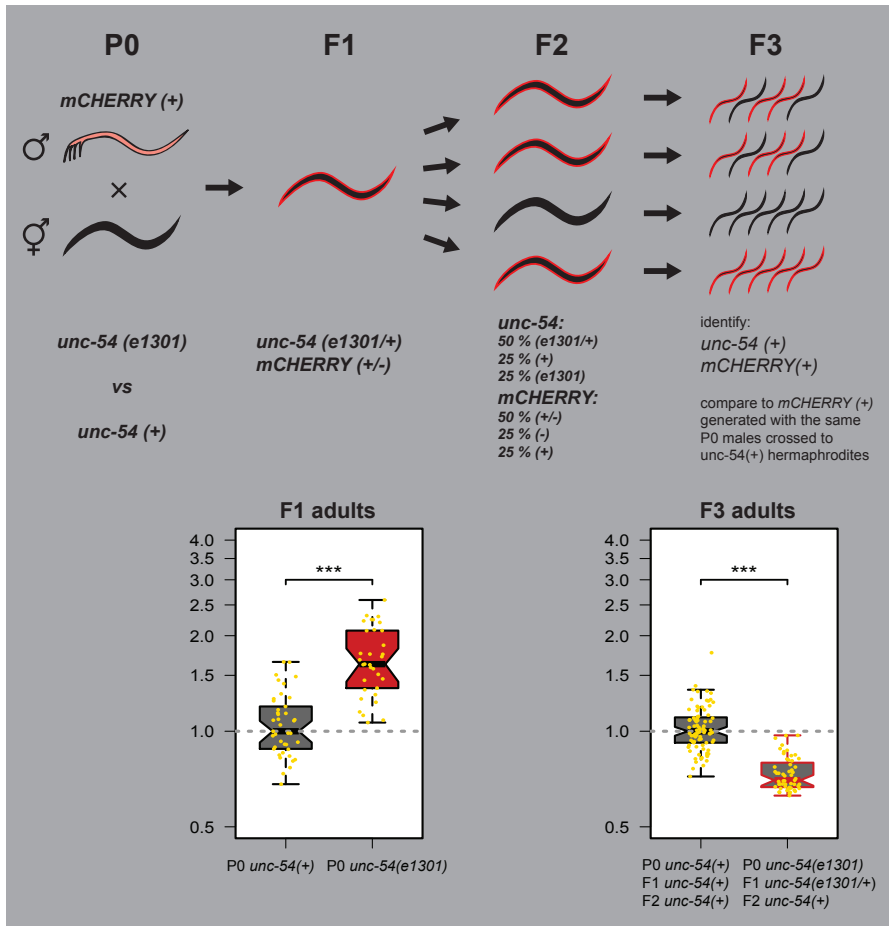 P0
F1
F2
F3
mCHERRY (+)
♂
×
⚥
unc-54 (e1301)
vs
unc-54 (+)
unc-54 (e1301/+)
mCHERRY (+/-)
unc-54:
50 % (e1301/+)
25 % (+)
25 % (e1301)
mCHERRY:
50 % (+/-)
25 % (-)
25 % (+)
identify:
unc-54 (+)
mCHERRY(+)
compare to mCHERRY (+)
generated with the same
P0 males crossed to
unc-54(+) hermaphrodites
F1 adults
4.0
3.5
3.0
2.5
2.0
1.5
1.0
0.5
***
P0 unc-54(+)
P0 unc-54(e1301)
F3 adults
4.0
3.5
3.0
2.5
2.0
1.5
1.0
0.5
***
P0 unc-54(+)
F1 unc-54(+)
F2 unc-54(+)
P0 unc-54(e1301)
F1 unc-54(e1301/+)
F2 unc-54(+)